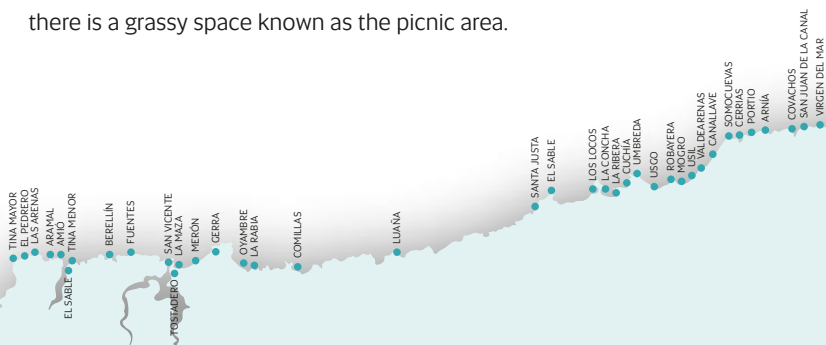 there is a grassy space known as the picnic area.
TINA MAYOR
EL PEDRERO
LAS ARENAS
ARAMAL
AMIÓ
EL SABLE
TINA MENOR
BERELLÍN
FUENTES
SAN VICENTE
TOSTADERO
LA MAZA
MERÓN
GERRA
OYAMBRE
LA RABIA
COMILLAS
LUAÑA
SANTA JUSTA
EL SABLE
LOS LOCOS
LA CONCHA
LA RIBERA
CUCHÍA
UMBREDA
USGO
ROBAYERA
MOGRO
USIL
VALDEARENAS
CANALLAVE
SOMOCUEVAS
CERRIAS
PORTIO
ARNÍA
COVACHOS
SAN JUAN DE LA CANAL
VIRGEN DEL MAR